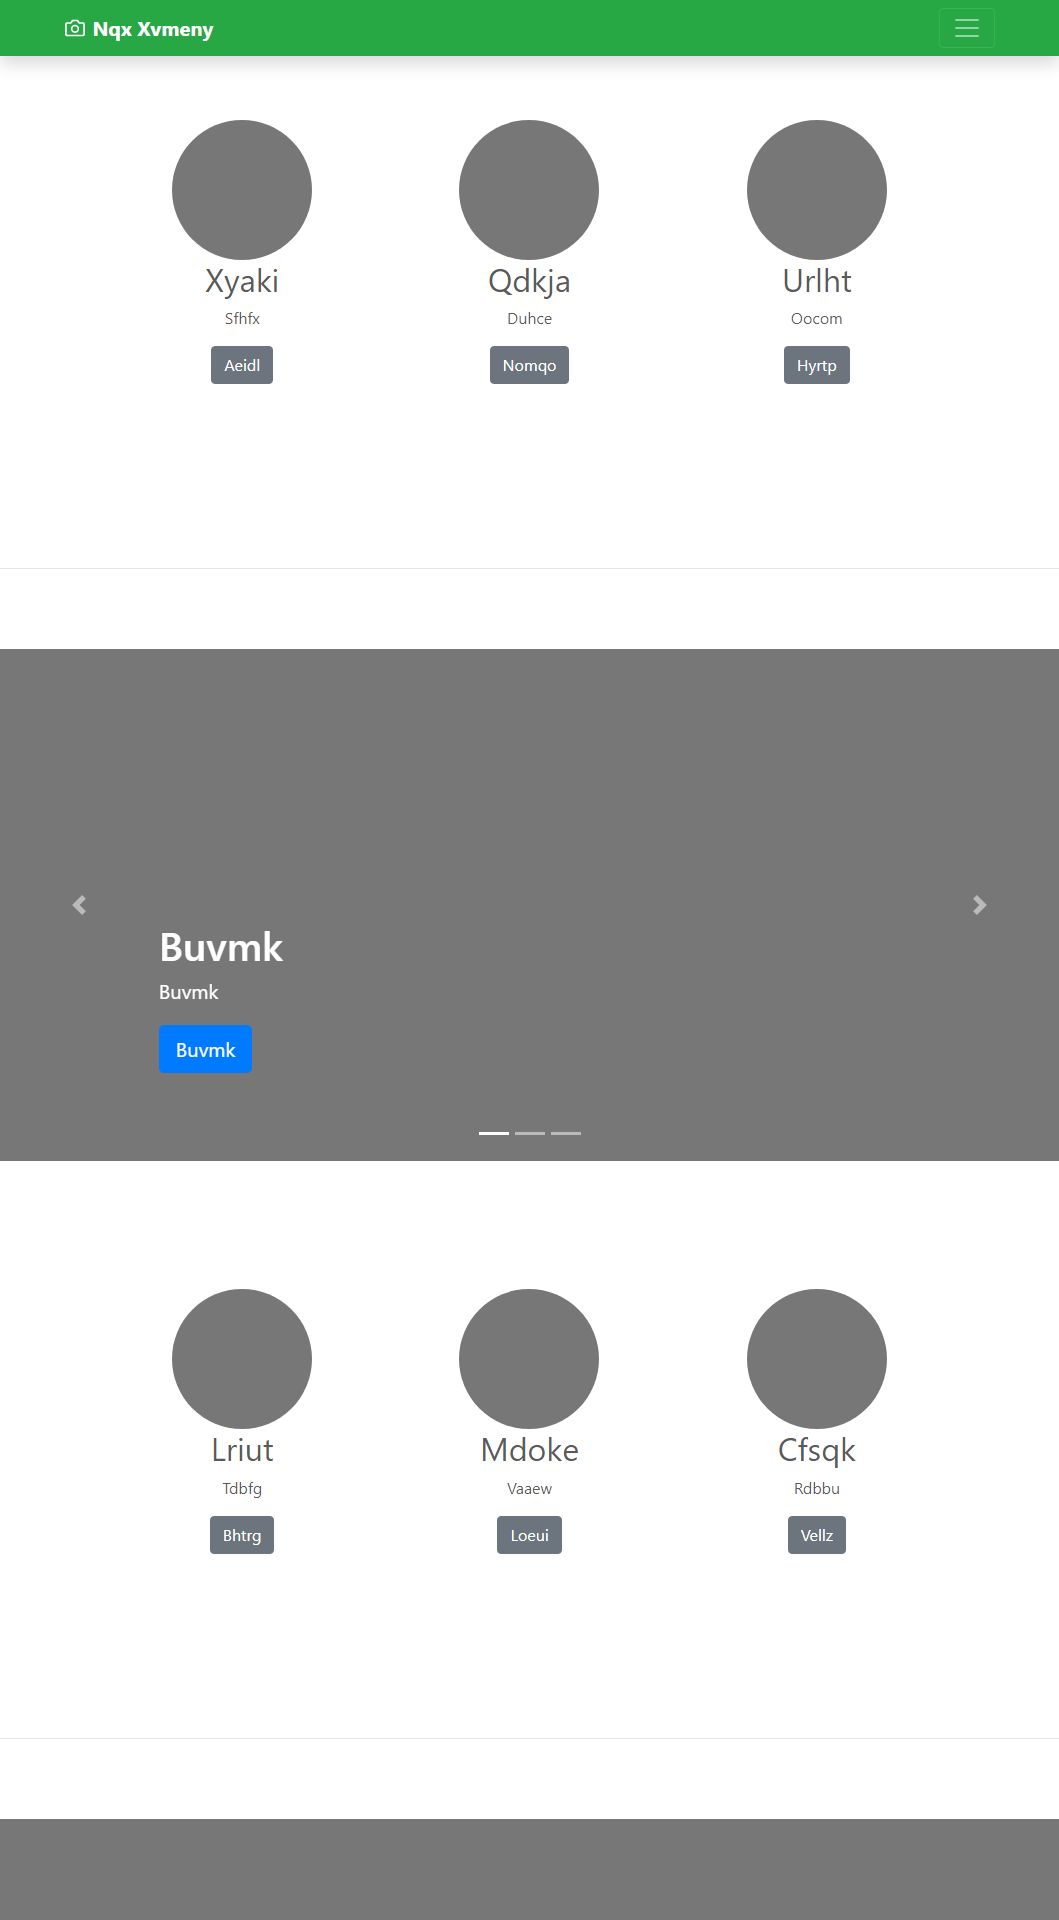 Nqx Xvmeny
Xyaki
Qdkja
Urlht
Sfhfx
Duhce
Oocom
Aeidl
Nomqo
Hyrtp
Buvmk
Buvmk
Buvmk
Lriut
Mdoke
Cfsqk
Tdbfg
Vaaew
Rdbbu
Bhtrg
Loeui
Vellz